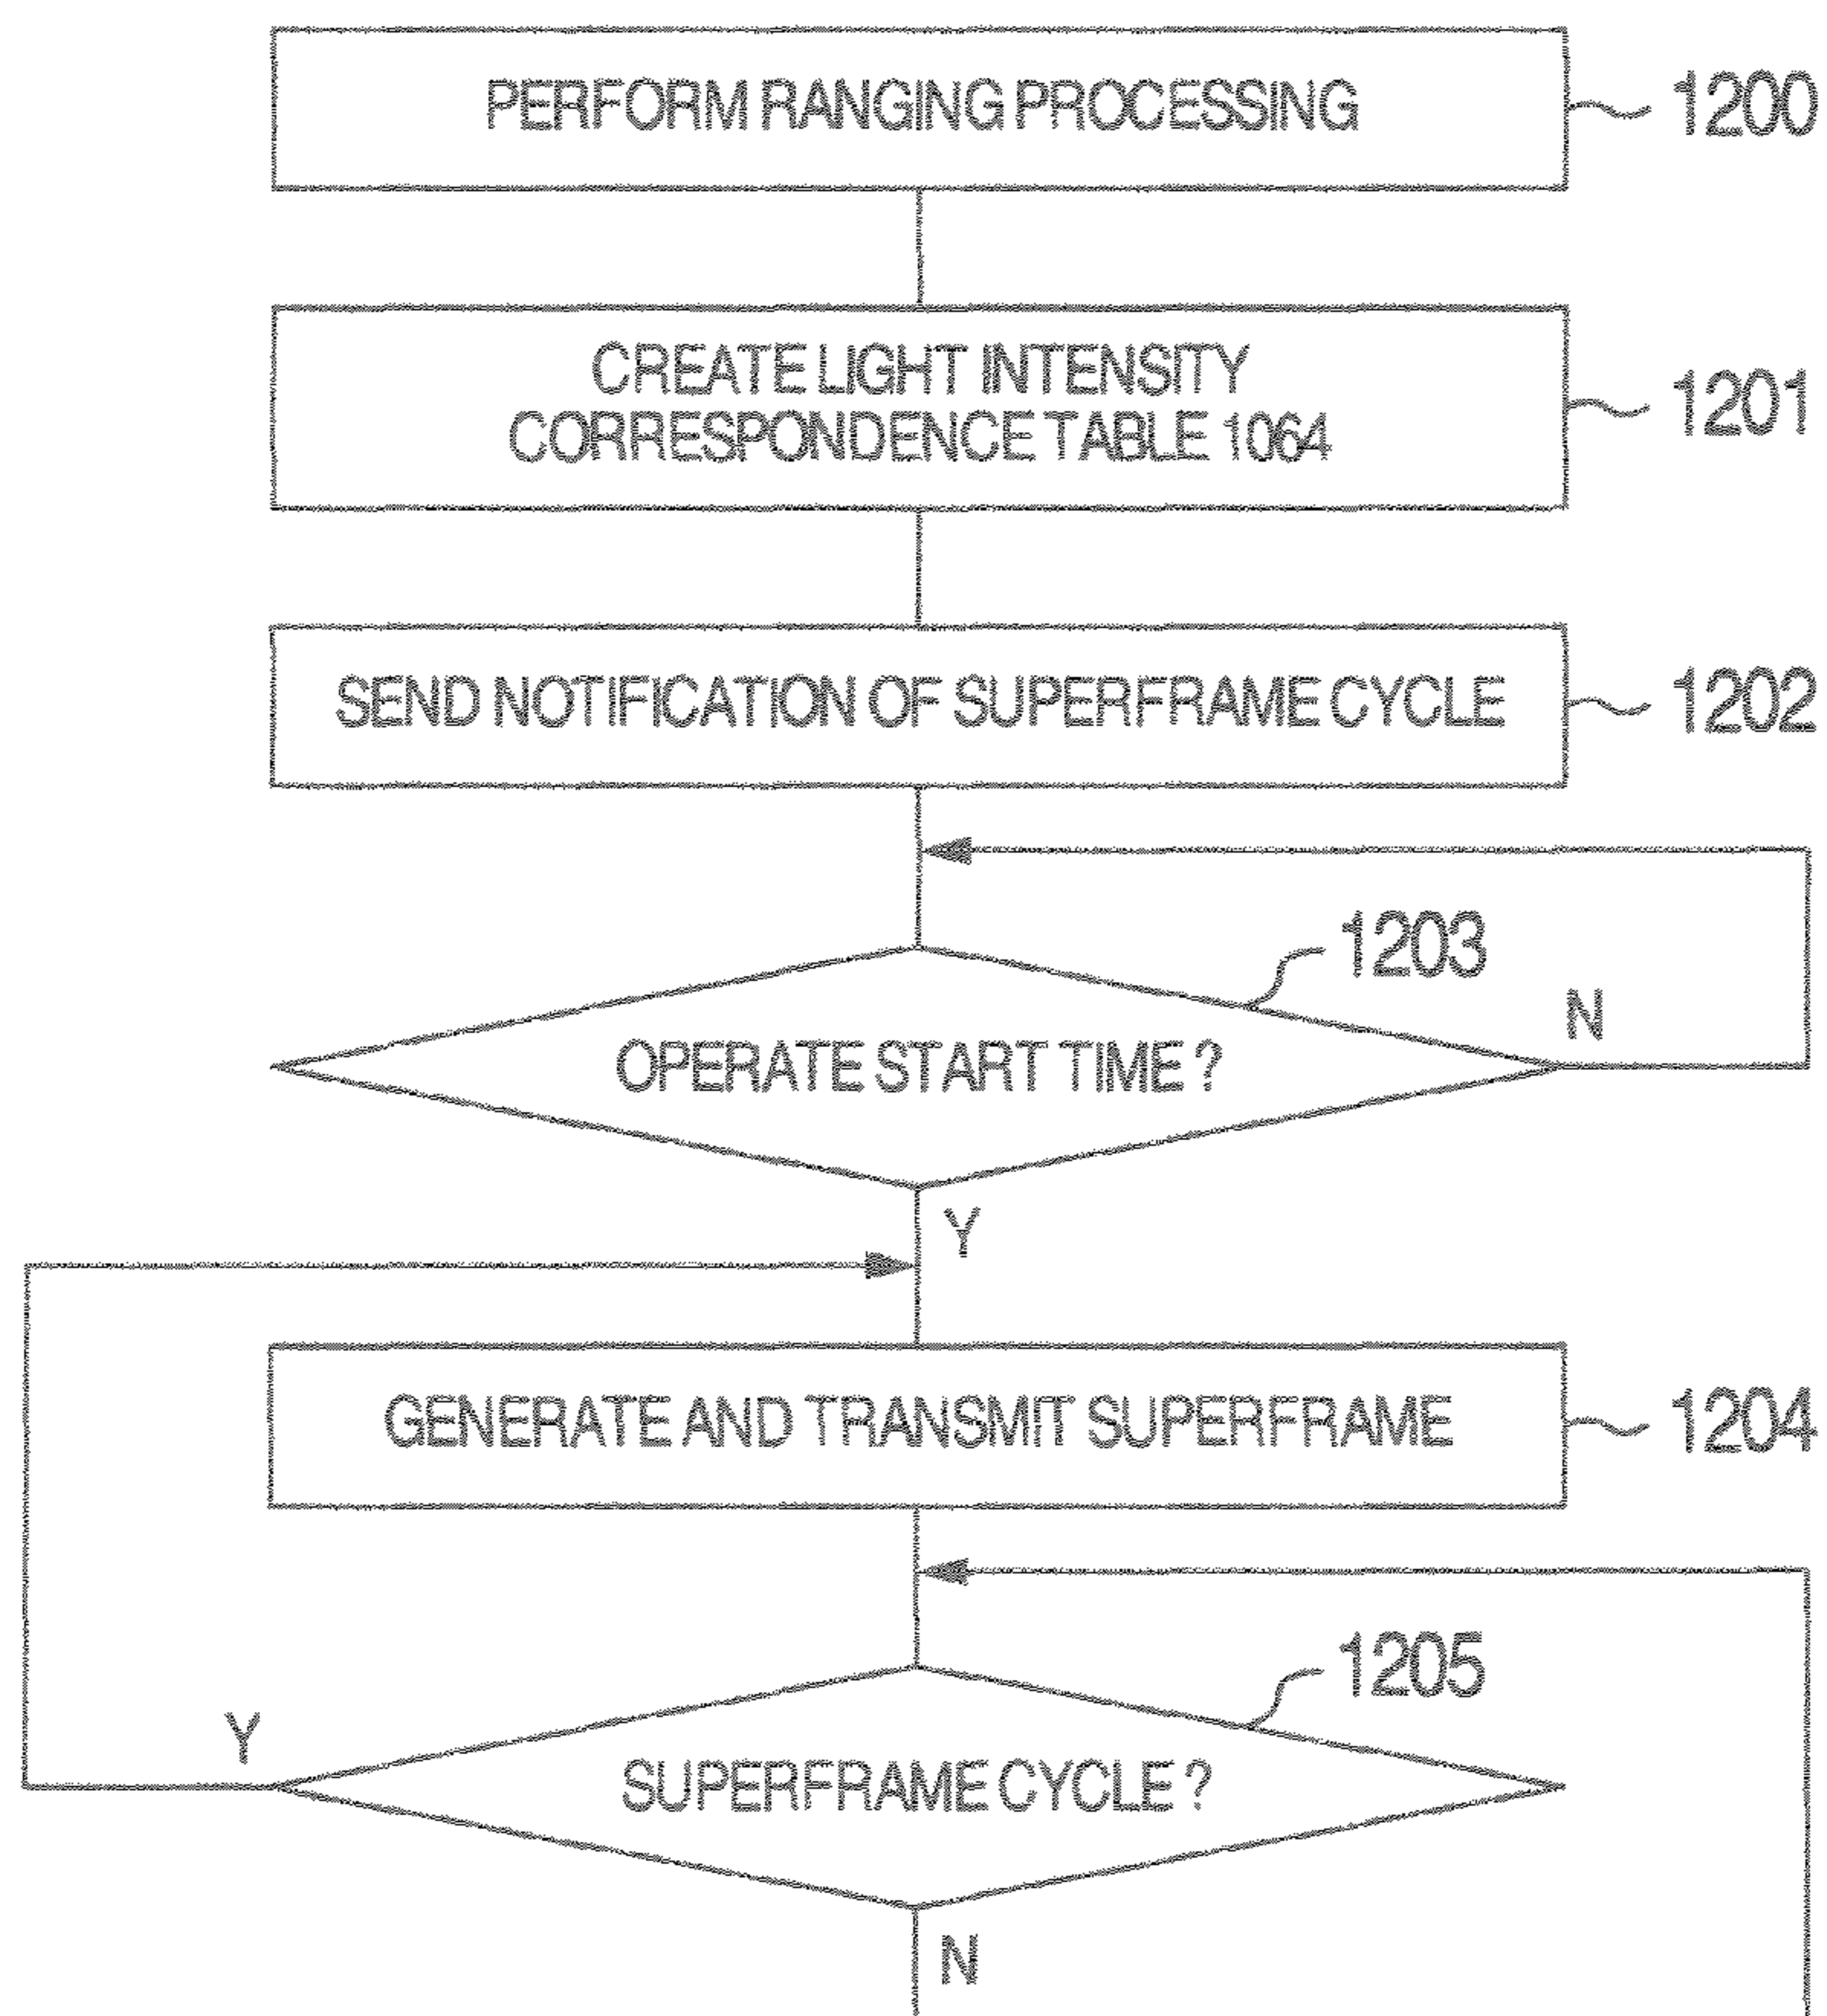 PERFORM RANGING PROCESSING
1200
CREATE LIGHT INTENSITY
CORRESPONDENCE TABLE 1064
1201
SEND NOTIFICATION OF SUPERFRAME CYCLE
1202
1203
N
OPERATE START TIME ?
Y
GENERATE AND TRANSMIT SUPERFRAME
1204
1205
Y
SUPERFRAME CYCLE ?
N